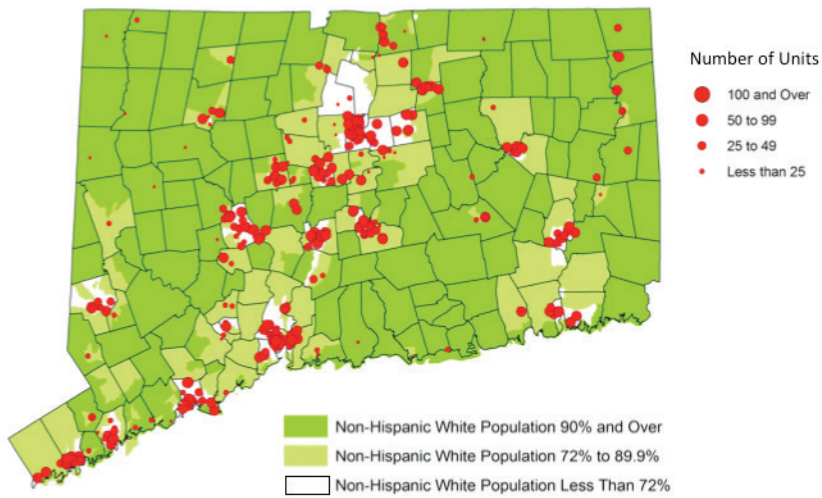 Number of Units
100 and Over
50 to 99
25 to 49
Less than 25
Non-Hispanic White Population 90% and Over
Non-Hispanic White Population 72% to 89.9%
Non-Hispanic White Population Less Than 72%